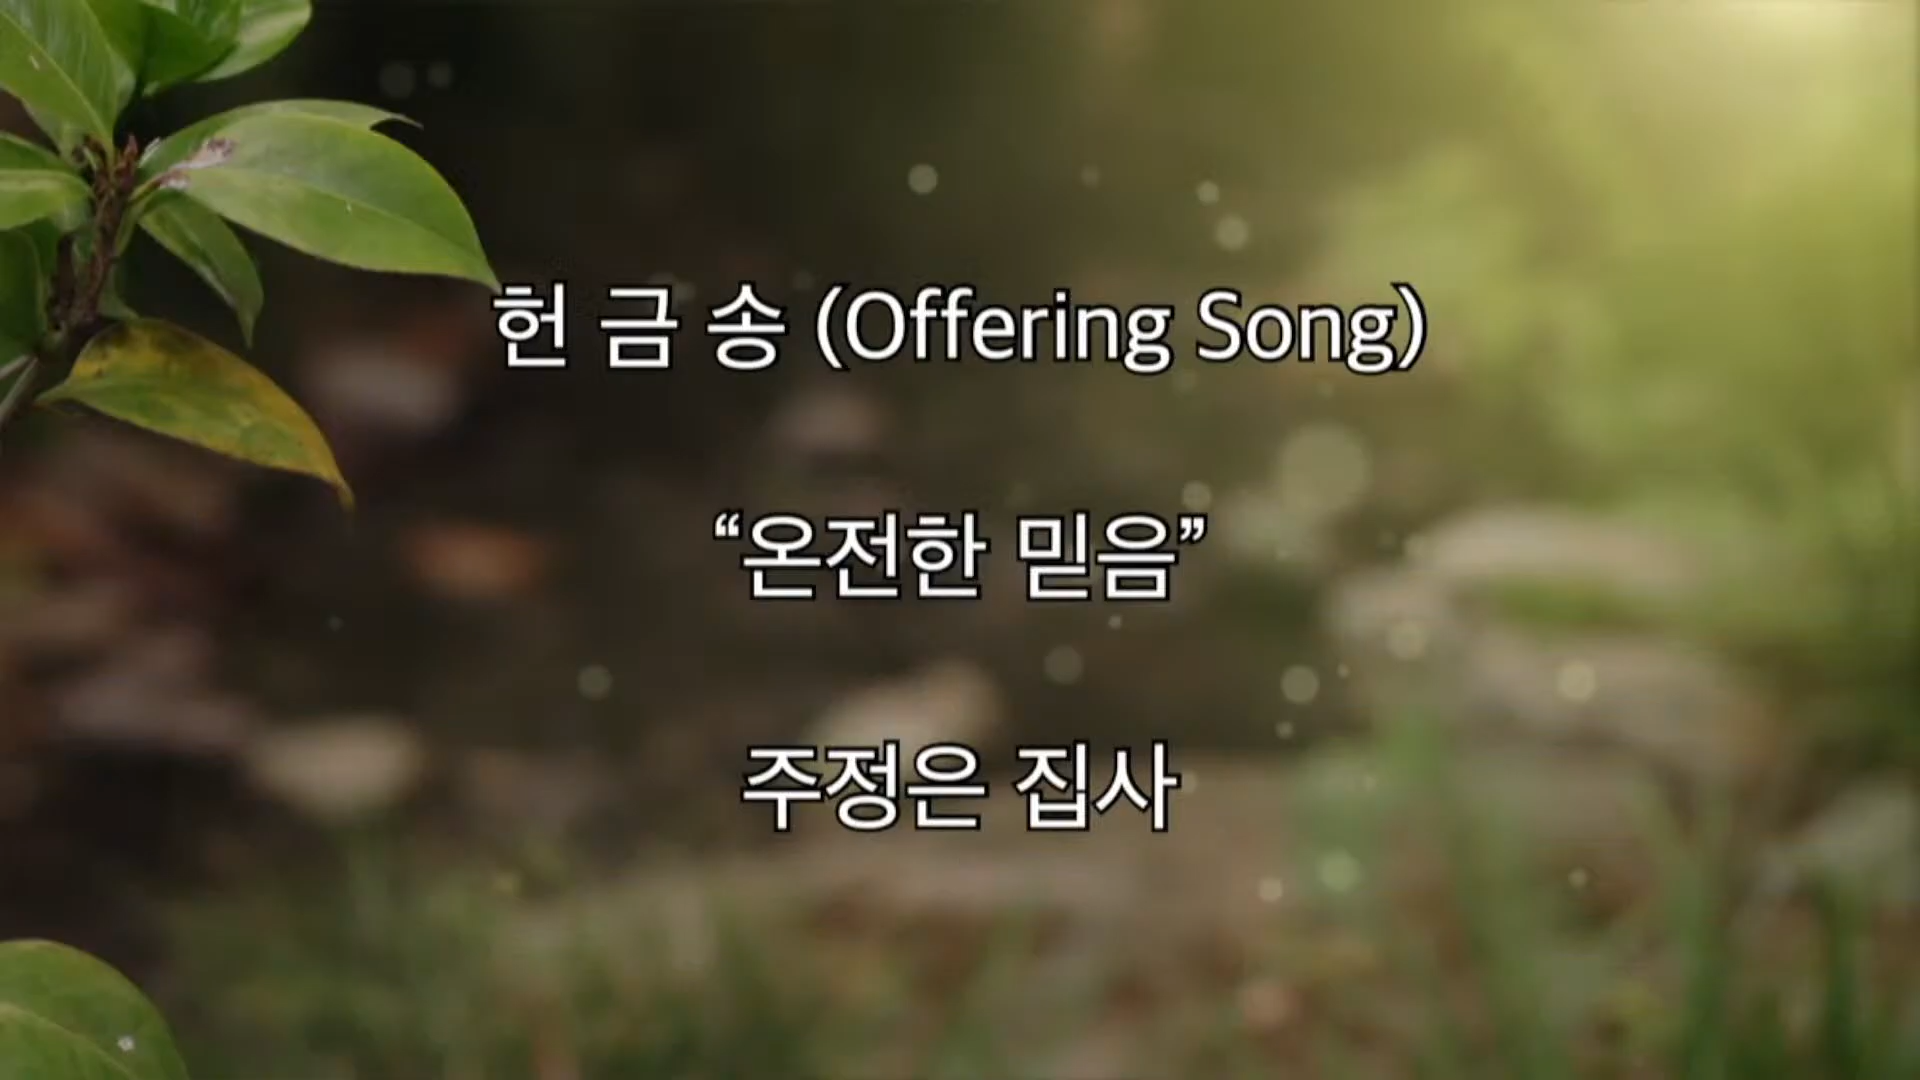 헌 금 송 (Offering Song)
“온전한 믿음”
주정은 집사